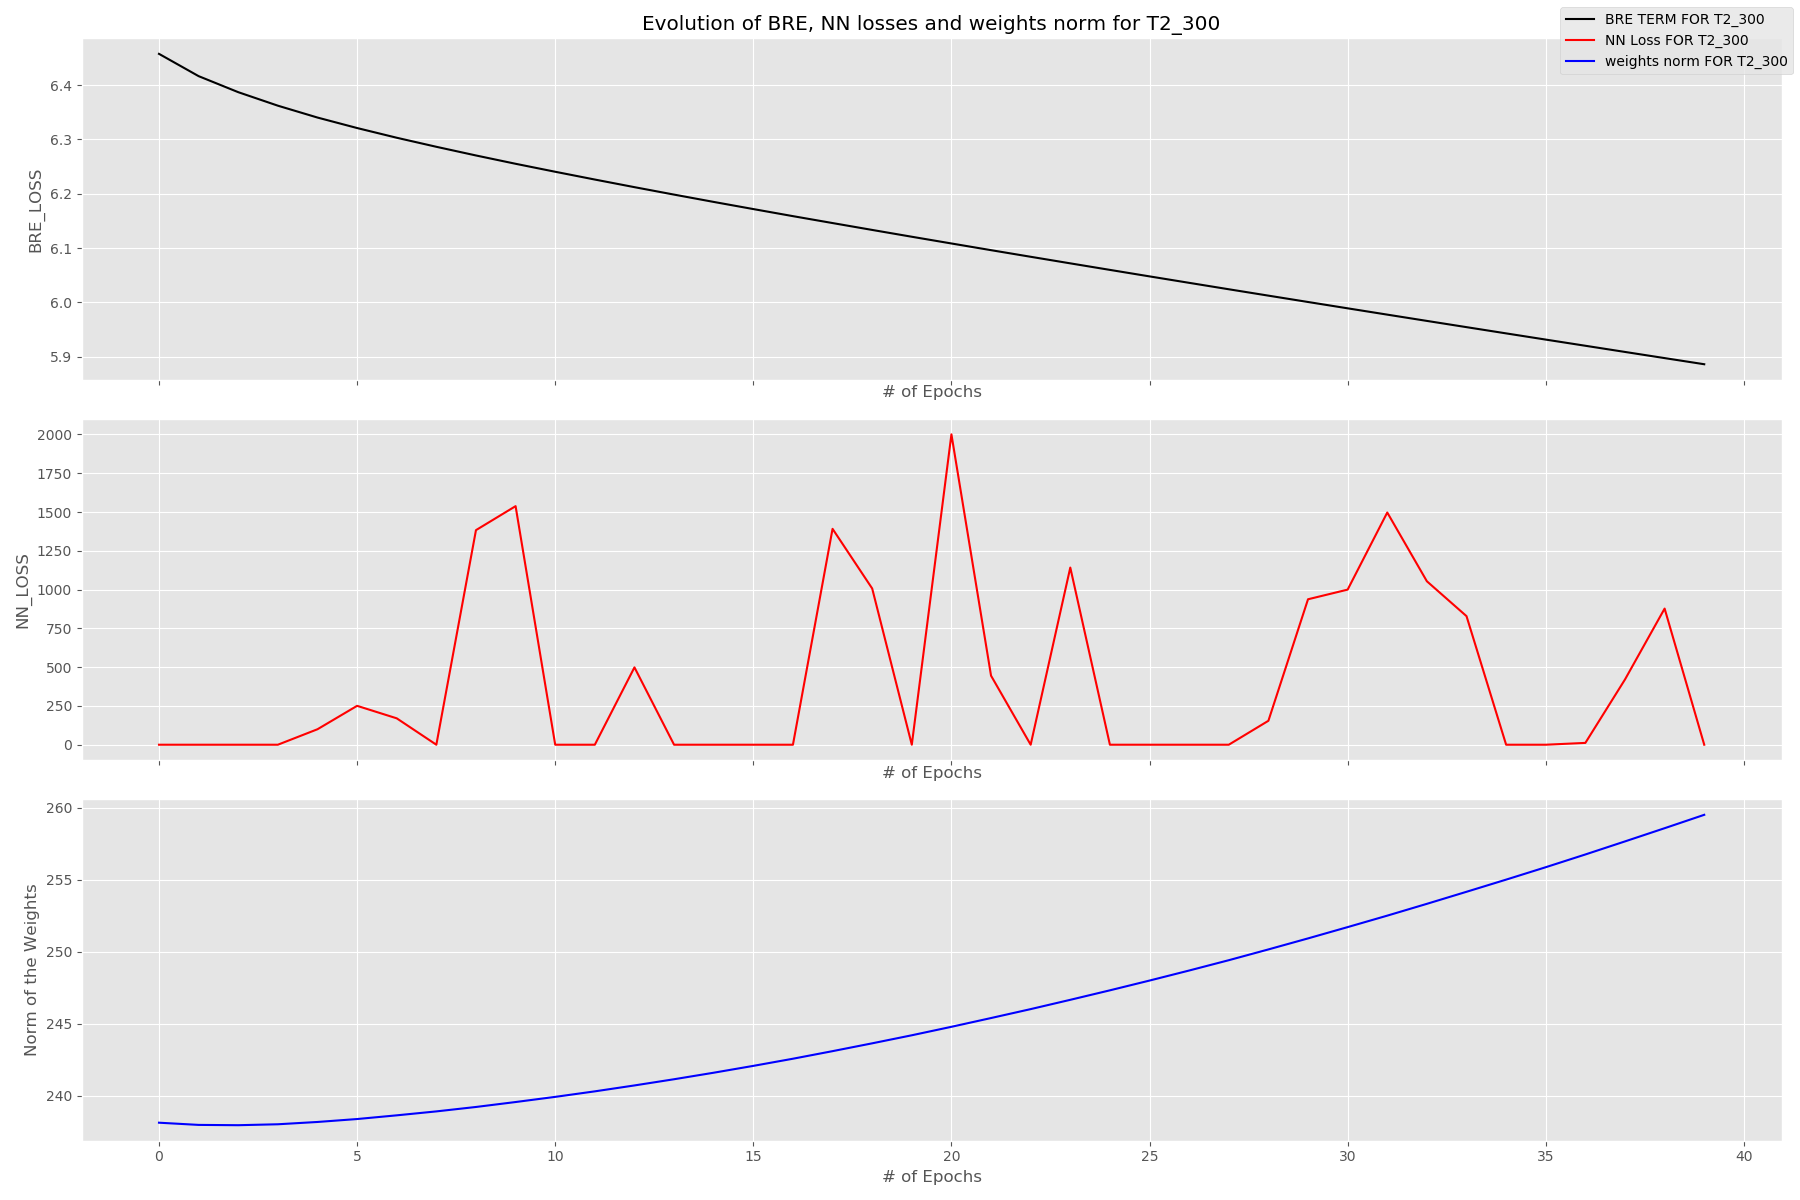 Evolution of BRE, NN losses and weights norm for T2_300
BRE TERM FOR T2_300
NN Loss FOR T2_300
weights norm FOR T2_300
BRE_LOSS
6.4
6.3
6.2
6.1
6.0
5.9
# of Epochs
NN_LOSS
2000
1750
1500
1250
1000
750
500
250
0
# of Epochs
Norm of the Weights
260
255
250
245
240
0 5 10 15 20 25 30 35 40
# of Epochs